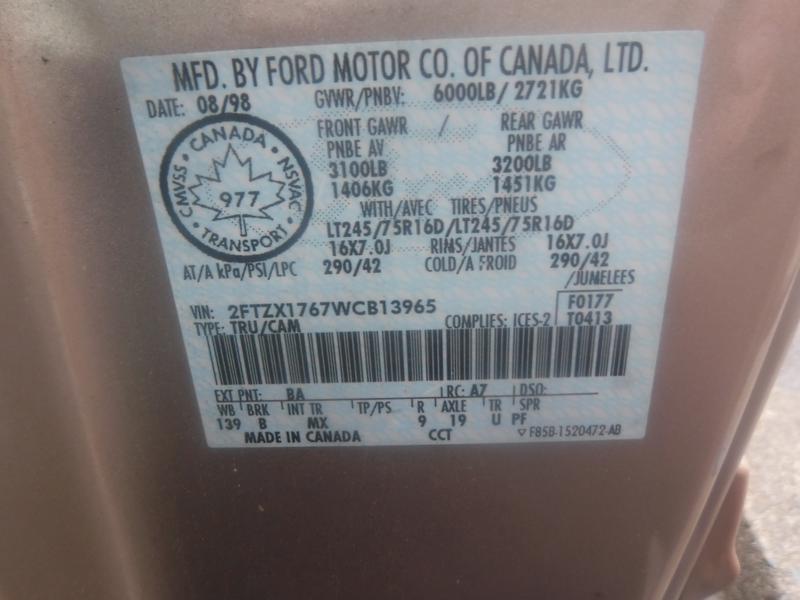 MFD. BY FORD MOTOR CO. OF CANADA, LTD.
DATE: 08/98 GVWR/PNBV: 6000LB/ 2721KG
FRONT GAWR / REAR GAWR
PNBE AV PNBE AR
3100LB 3200LB
1406KG 1451KG
CANADA
CMVSS NSVAC
977
TRANSPORT
WITH/AVEC TIRES/PNEUS
LT245/75R16D/LT245/75R16D
16X7.0J RIMS/JANTES 16X7.0J
AT/A kPa/PSI/LPC 290/42 COLD/A FROID 290/42
/JUMELEES
VIN: 2FTZX1767WCB13965 F0177
TYPE: TRU/CAM COMPLIES: ICES-2 T0413
EXT PNT: BA RC: A7 DSO:
WB BRK INT TR TP/PS R AXLE TR SPR
139 B MX 9 19 U PF
MADE IN CANADA CCT ▽ F85B-1520472-AB